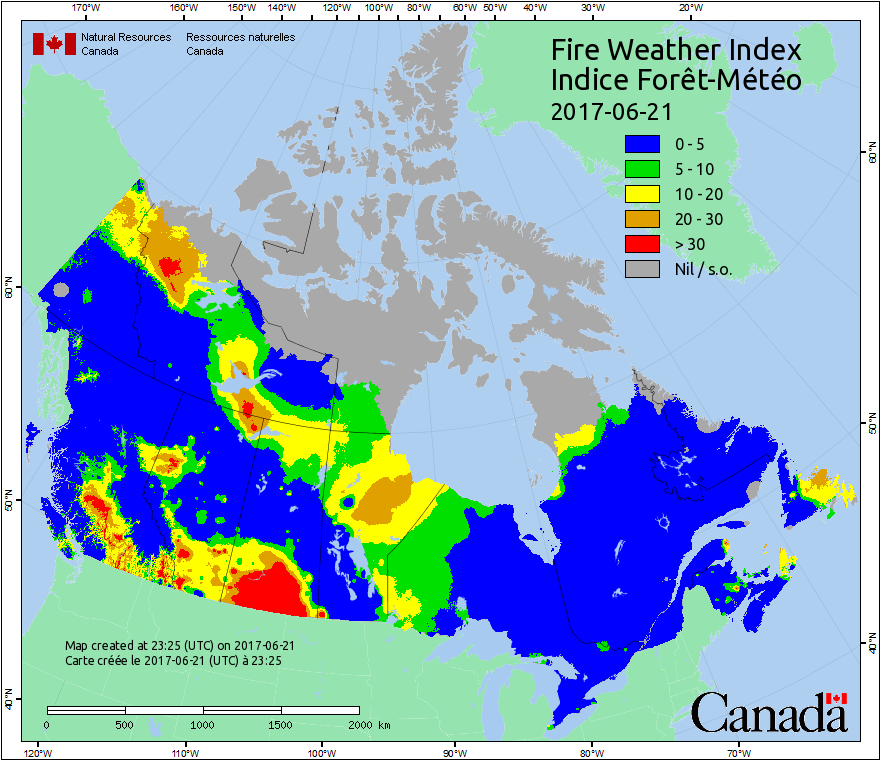 170°W 160°W 150°W 140°W 130°W 120°W 110°W 100°W 90°W 80°W 70°W 60°W 50°W 40°W 30°W 20°W
Natural Resources Ressources naturelles
Canada Canada
Fire Weather Index
Indice Forêt-Météo
2017-06-21
0 - 5
5 - 10
10 - 20
20 - 30
> 30
Nil / s.o.
60°N
60°N
50°N
50°N
40°N
40°N
Map created at 23:25 (UTC) on 2017-06-21
Carte créée le 2017-06-21 (UTC) à 23:25
0 500 1000 1500 2000 km
Canada
120°W 110°W 100°W 90°W 80°W 70°W